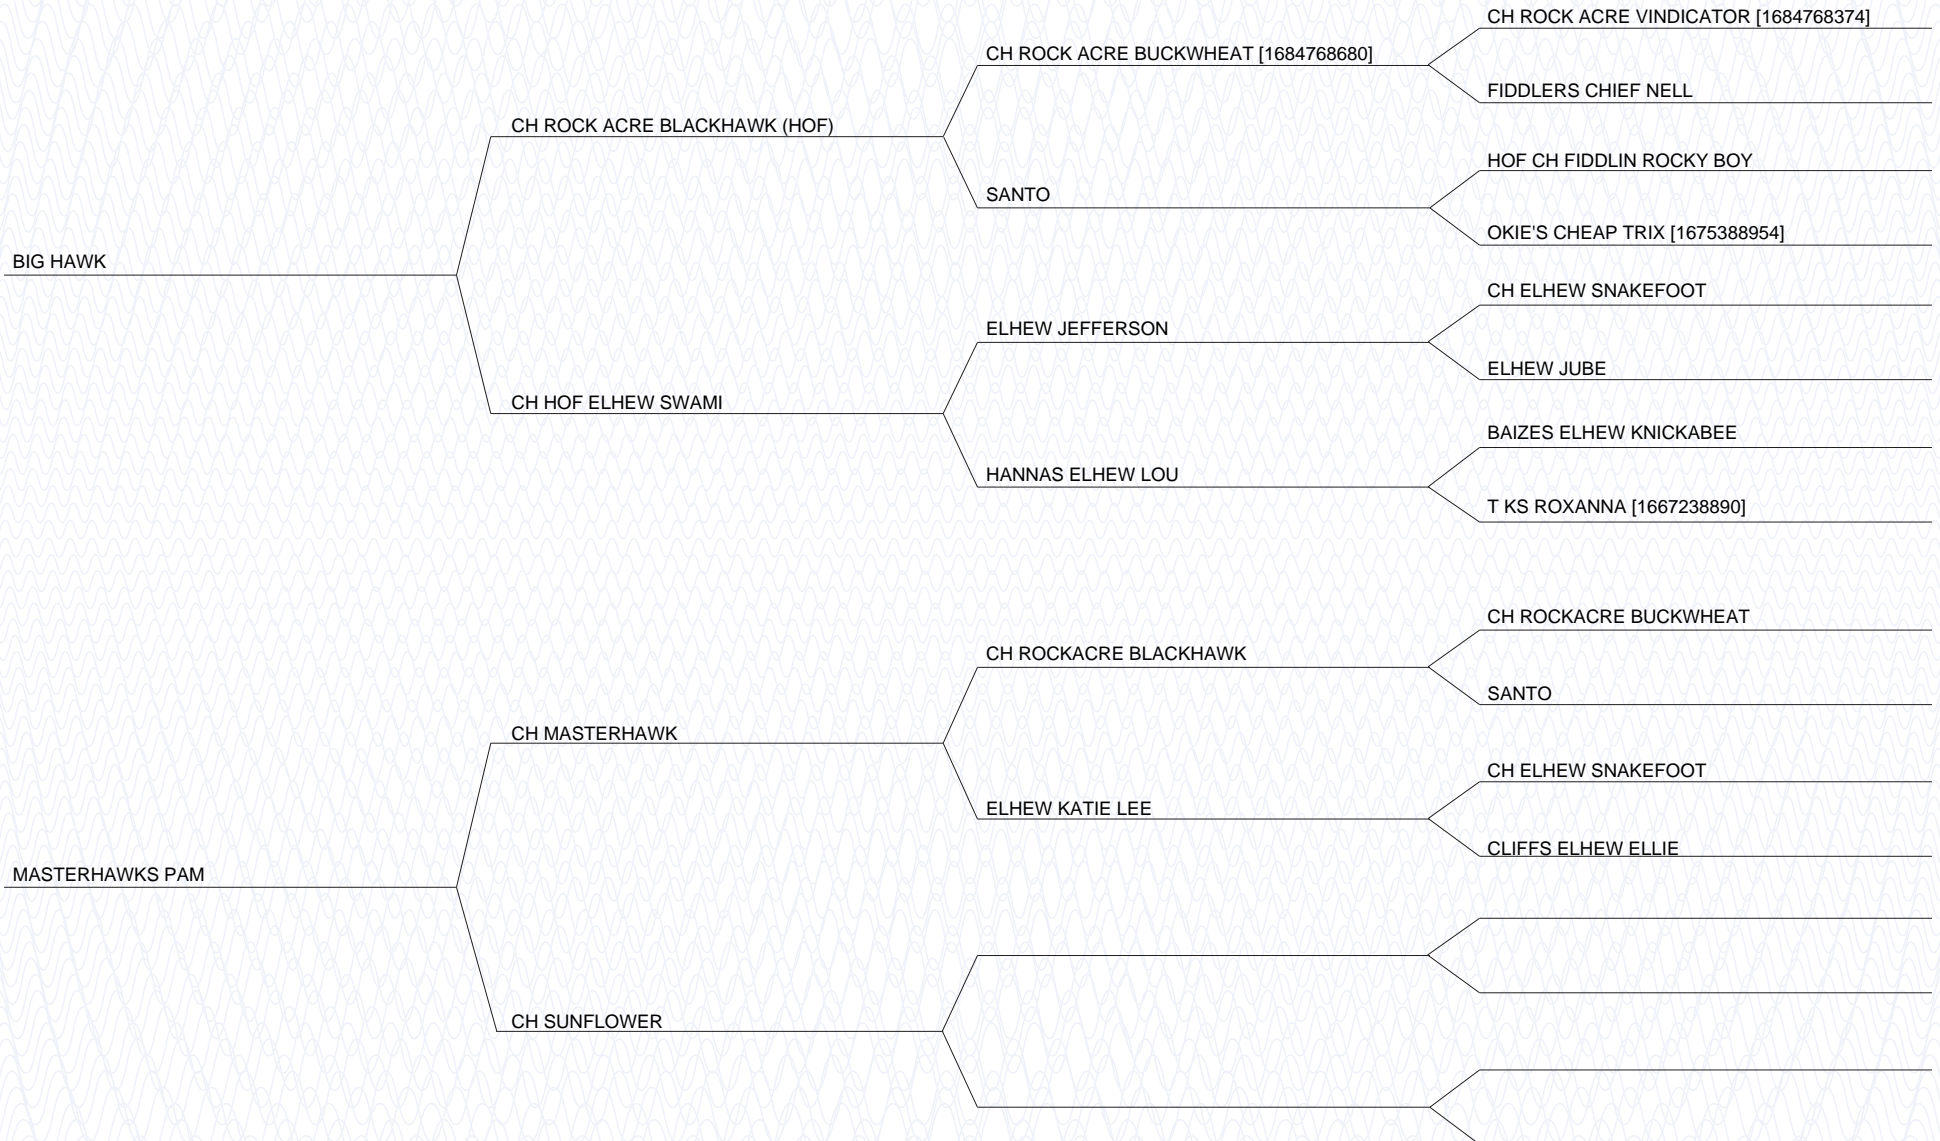 CH ROCK ACRE VINDICATOR [1684768374]
CH ROCK ACRE BUCKWHEAT [1684768680]
FIDDLERS CHIEF NELL
CH ROCK ACRE BLACKHAWK (HOF)
HOF CH FIDDLIN ROCKY BOY
SANTO
OKIE'S CHEAP TRIX [1675388954]
BIG HAWK
CH ELHEW SNAKEFOOT
ELHEW JEFFERSON
ELHEW JUBE
CH HOF ELHEW SWAMI
BAIZES ELHEW KNICKABEE
HANNAS ELHEW LOU
T KS ROXANNA [1667238890]
CH ROCKACRE BUCKWHEAT
CH ROCKACRE BLACKHAWK
SANTO
CH MASTERHAWK
CH ELHEW SNAKEFOOT
ELHEW KATIE LEE
CLIFFS ELHEW ELLIE
MASTERHAWKS PAM
CH SUNFLOWER